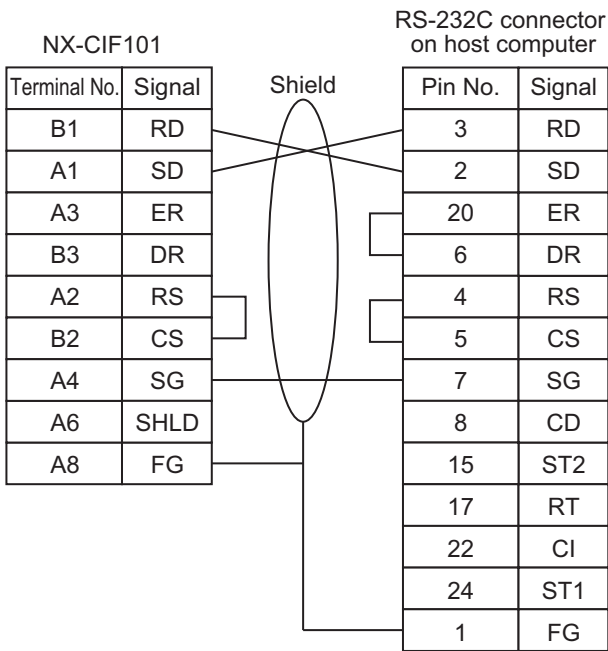 RS-232C connector
on host computer
NX-CIF101
Shield
Terminal No. Signal
B1 RD
A1 SD
A3 ER
B3 DR
A2 RS
B2 CS
A4 SG
A6 SHLD
A8 FG
Pin No. Signal
3 RD
2 SD
20 ER
6 DR
4 RS
5 CS
7 SG
8 CD
15 ST2
17 RT
22 CI
24 ST1
1 FG